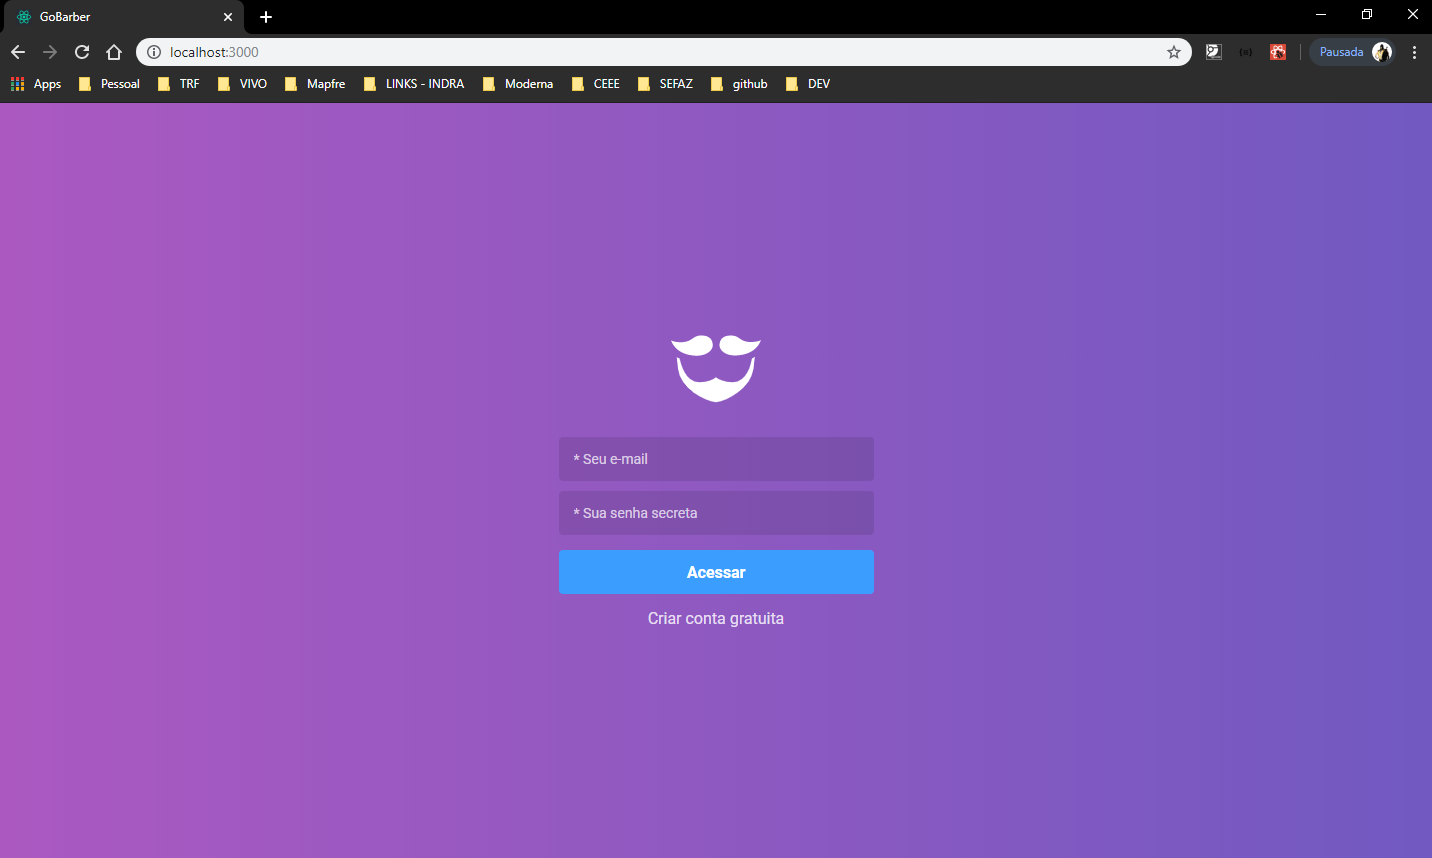 GoBarber
localhost:3000
Pausada
Apps Pessoal TRF VIVO Mapfre LINKS - INDRA Moderna CEEE SEFAZ github DEV
* Seu e-mail
* Sua senha secreta
Acessar
Criar conta gratuita